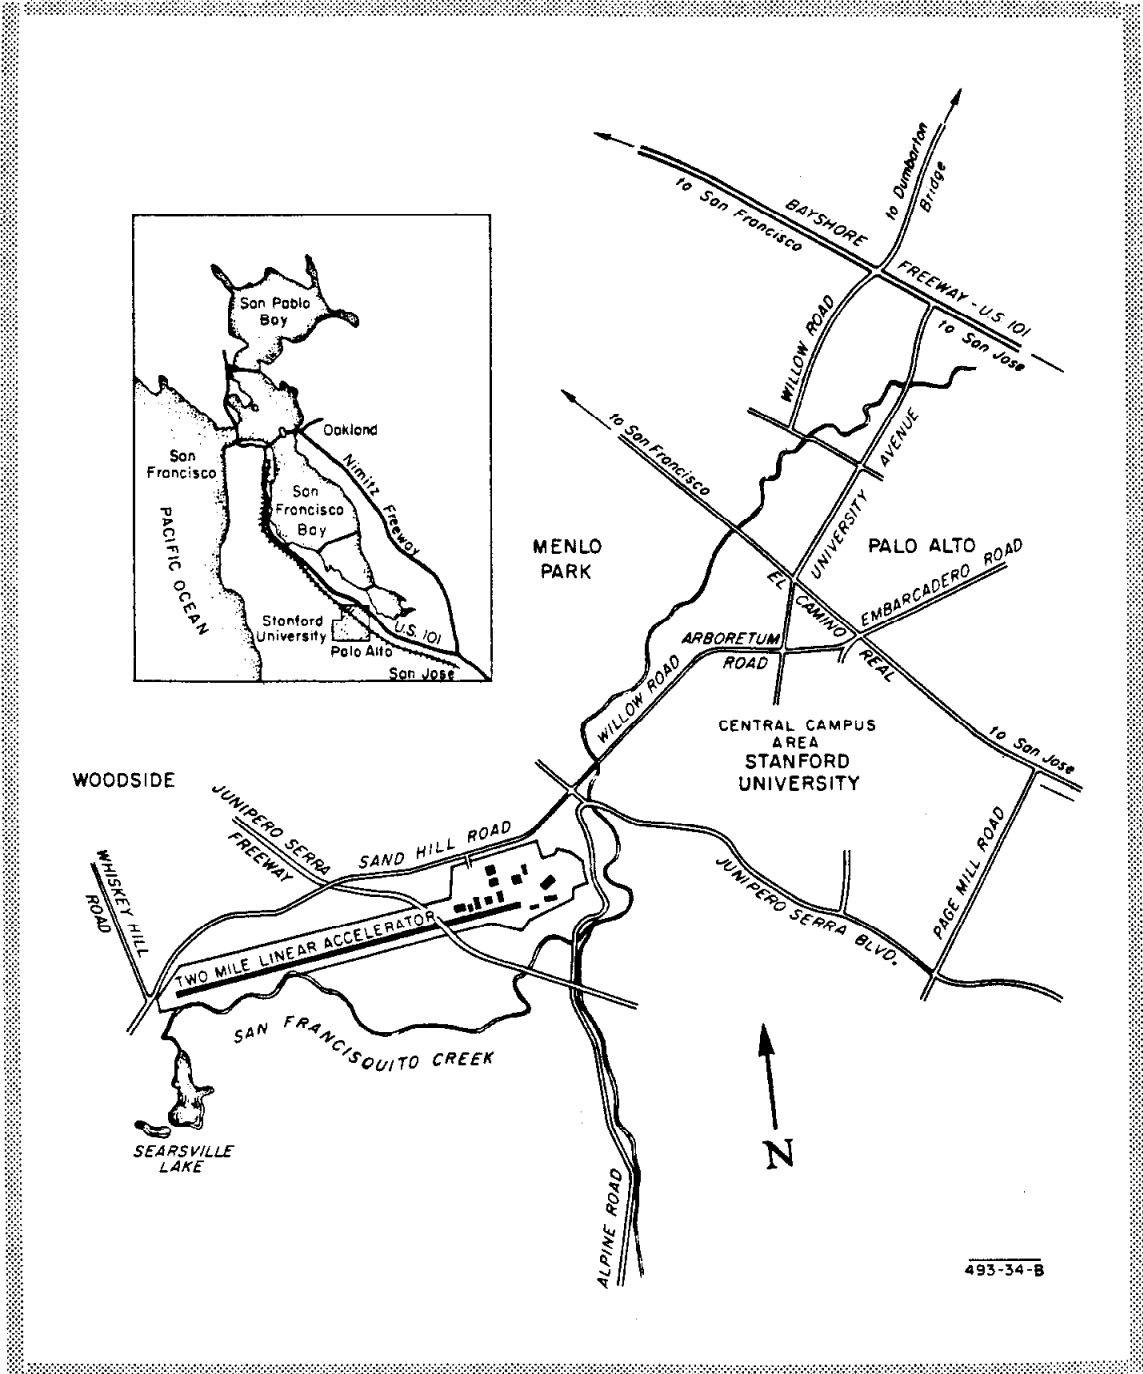 to Dumbarton
Bridge
to San Francisco
BAYSHORE
FREEWAY - U.S. 101
to San Jose
WILLOW ROAD
San Pablo
Bay
Oakland
San
Francisco
Nimitz Freeway
San
Francisco
Bay
PACIFIC OCEAN
Stanford
University
U.S. 101
Palo Alto
San Jose
to San Francisco
UNIVERSITY AVENUE
MENLO
PARK
PALO ALTO
EL CAMINO REAL
EMBARCADERO ROAD
ARBORETUM
ROAD
WILLOW ROAD
CENTRAL CAMPUS
AREA
STANFORD
UNIVERSITY
to San Jose
WOODSIDE
JUNIPERO SERRA
FREEWAY
SAND HILL ROAD
WHISKEY HILL
ROAD
JUNIPERO SERRA BLVD.
PAGE MILL ROAD
TWO MILE LINEAR ACCELERATOR
SAN FRANCISQUITO CREEK
SEARSVILLE
LAKE
N
ALPINE ROAD
493-34-B